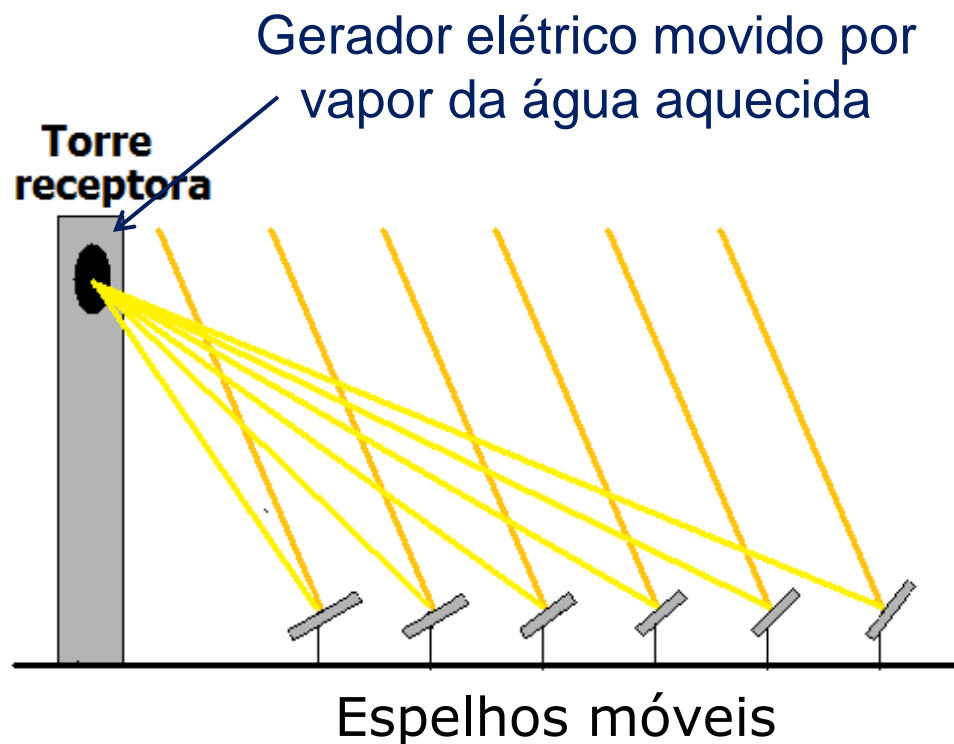 Gerador elétrico movido por
vapor da água aquecida
Torre
receptora
Espelhos móveis